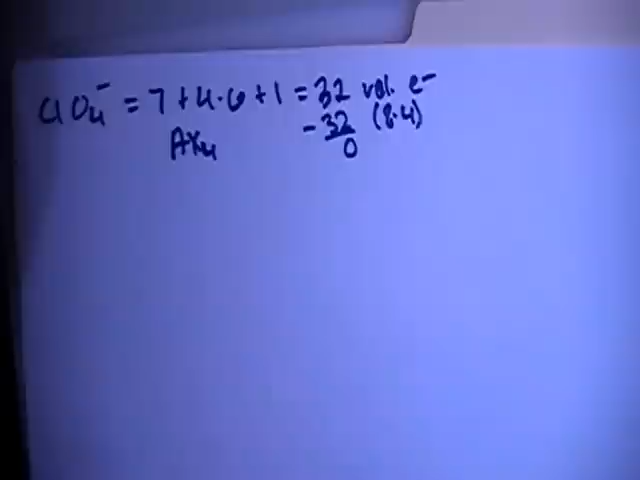 ClO₄⁻ = 7 + 4·6 + 1 = 32 val. e⁻
- 32 (8·4)
AX₄ 0